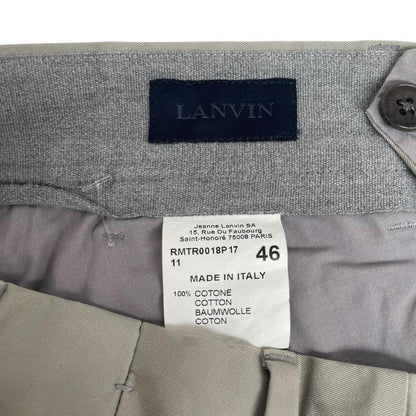 LANVIN
Jeanne Lanvin SA
15, Rue Du Faubourg
Saint-Honoré 75008 PARIS
RMTR0018P17 46
11
MADE IN ITALY
100% COTONE
COTTON
BAUMWOLLE
COTON